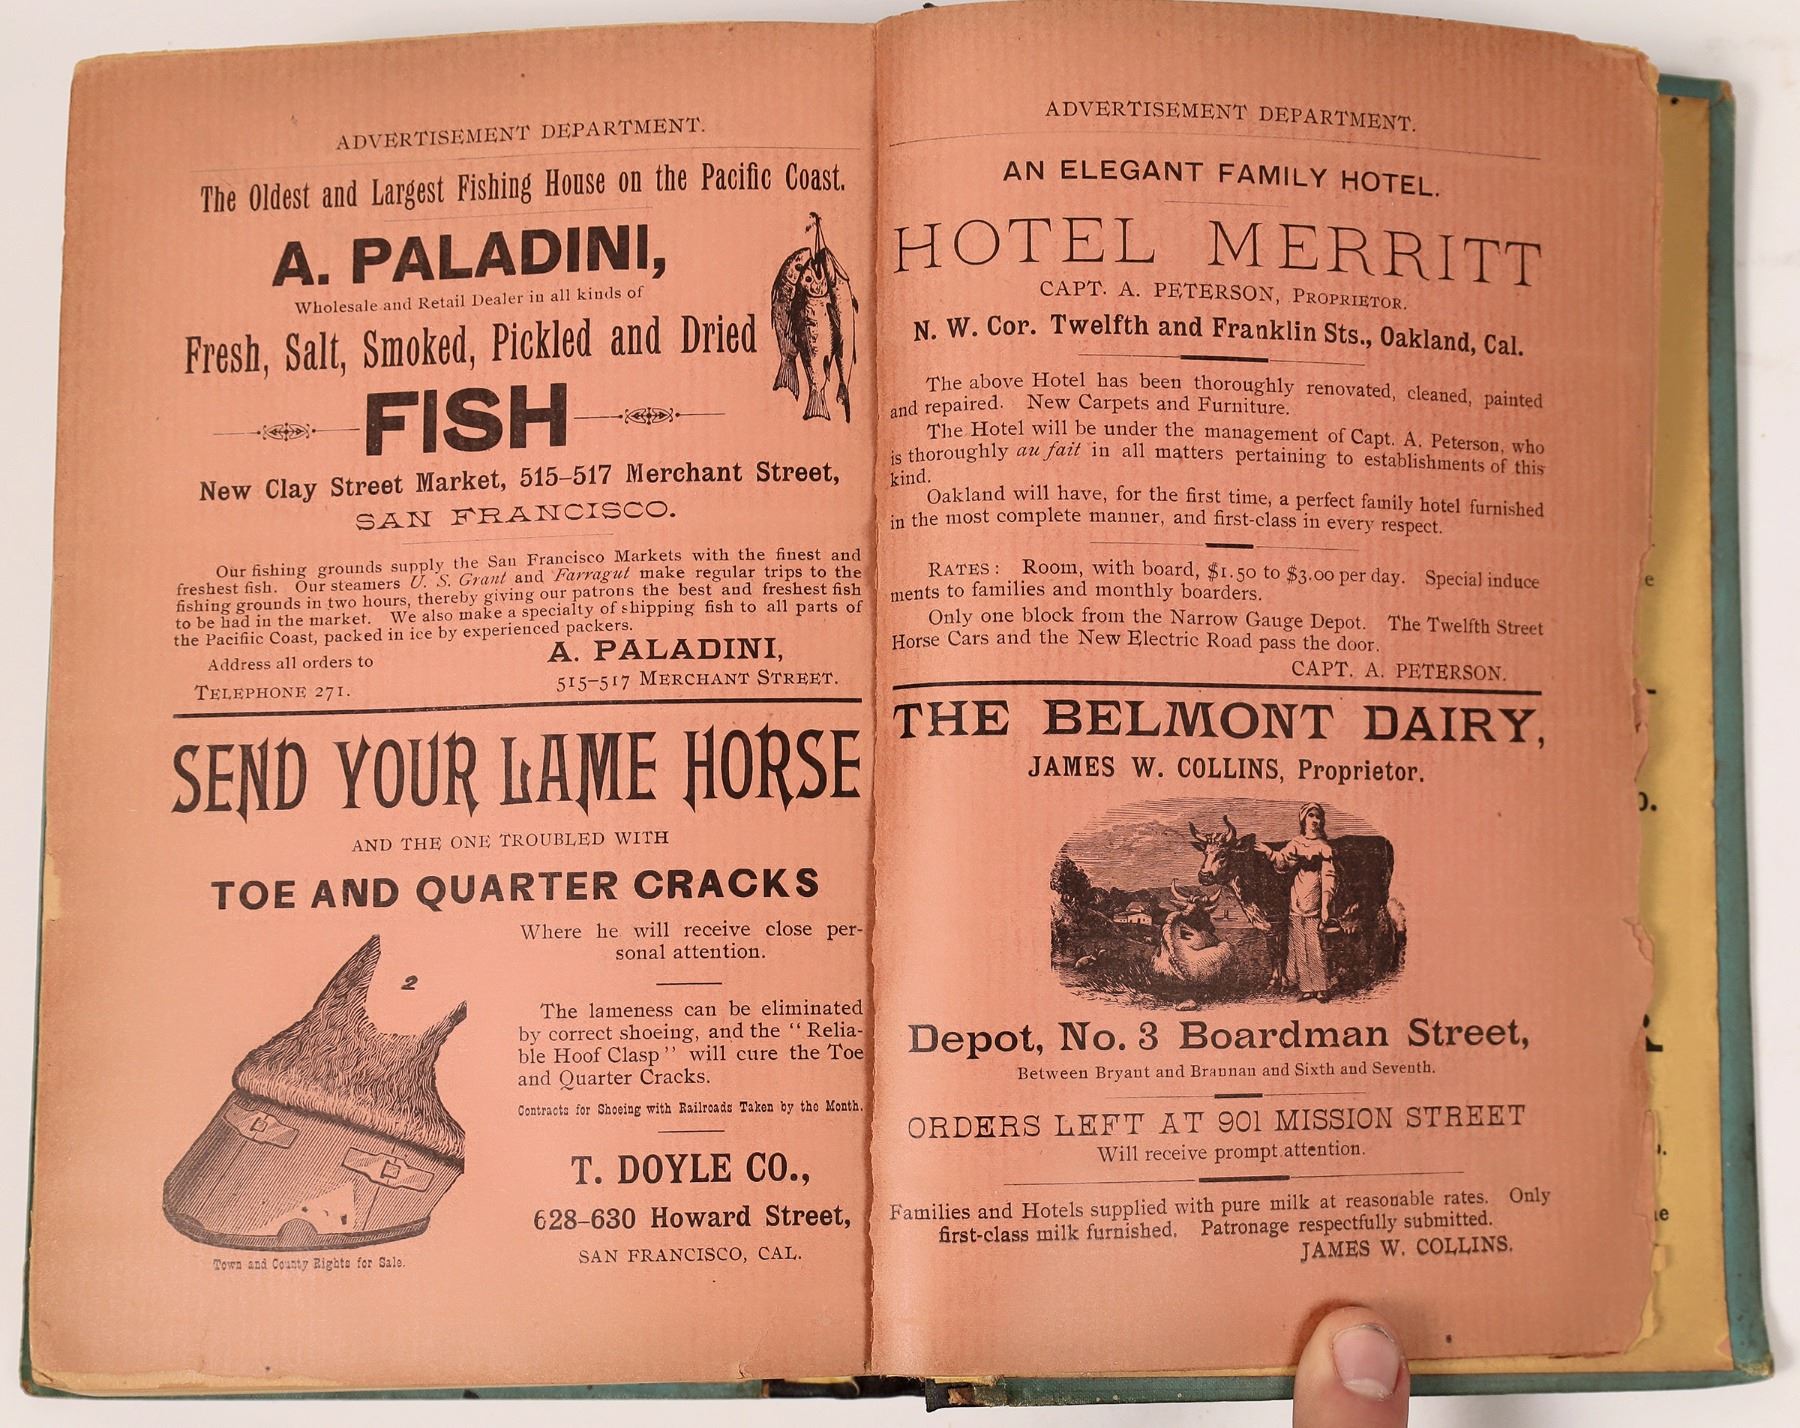 ADVERTISEMENT DEPARTMENT.
The Oldest and Largest Fishing House on the Pacific Coast.
A. PALADINI,
Wholesale and Retail Dealer in all kinds of
Fresh, Salt, Smoked, Pickled and Dried
FISH
New Clay Street Market, 515–517 Merchant Street,
SAN FRANCISCO.
Our fishing grounds supply the San Francisco Markets with the finest and
freshest fish. Our steamers U. S. Grant and Farragut make regular trips to the
fishing grounds in two hours, thereby giving our patrons the best and freshest fish
to be had in the market. We also make a specialty of shipping fish to all parts of
the Pacifiic Coast, packed in ice by experienced packers.
A. PALADINI,
Address all orders to
515–517 MERCHANT STREET.
TELEPHONE 271.
SEND YOUR LAME HORSE
AND THE ONE TROUBLED WITH
TOE AND QUARTER CRACKS
Where he will receive close per-
sonal attention.
2
The lameness can be eliminated
by correct shoeing, and the "Relia-
ble Hoof Clasp" will cure the Toe
and Quarter Cracks.
Contracts for Shoeing with Railroads Taken by the Month.
T. DOYLE CO.,
628–630 Howard Street,
SAN FRANCISCO, CAL.
Town and County Rights for Sale.
ADVERTISEMENT DEPARTMENT.
AN ELEGANT FAMILY HOTEL.
HOTEL MERRITT
CAPT. A. PETERSON, PROPRIETOR.
N. W. Cor. Twelfth and Franklin Sts., Oakland, Cal.
The above Hotel has been thoroughly renovated, cleaned, painted
and repaired. New Carpets and Furniture.
The Hotel will be under the management of Capt. A. Peterson, who
is thoroughly au fait in all matters pertaining to establishments of this
kind.
Oakland will have, for the first time, a perfect family hotel furnished
in the most complete manner, and first-class in every respect.
RATES: Room, with board, $1.50 to $3.00 per day. Special induce
ments to families and monthly boarders.
Only one block from the Narrow Gauge Depot. The Twelfth Street
Horse Cars and the New Electric Road pass the door.
CAPT. A. PETERSON.
THE BELMONT DAIRY,
JAMES W. COLLINS, Proprietor.
Depot, No. 3 Boardman Street,
Between Bryant and Brannan and Sixth and Seventh.
ORDERS LEFT AT 901 MISSION STREET
Will receive prompt attention.
Families and Hotels supplied with pure milk at reasonable rates. Only
first-class milk furnished. Patronage respectfully submitted.
JAMES W. COLLINS.